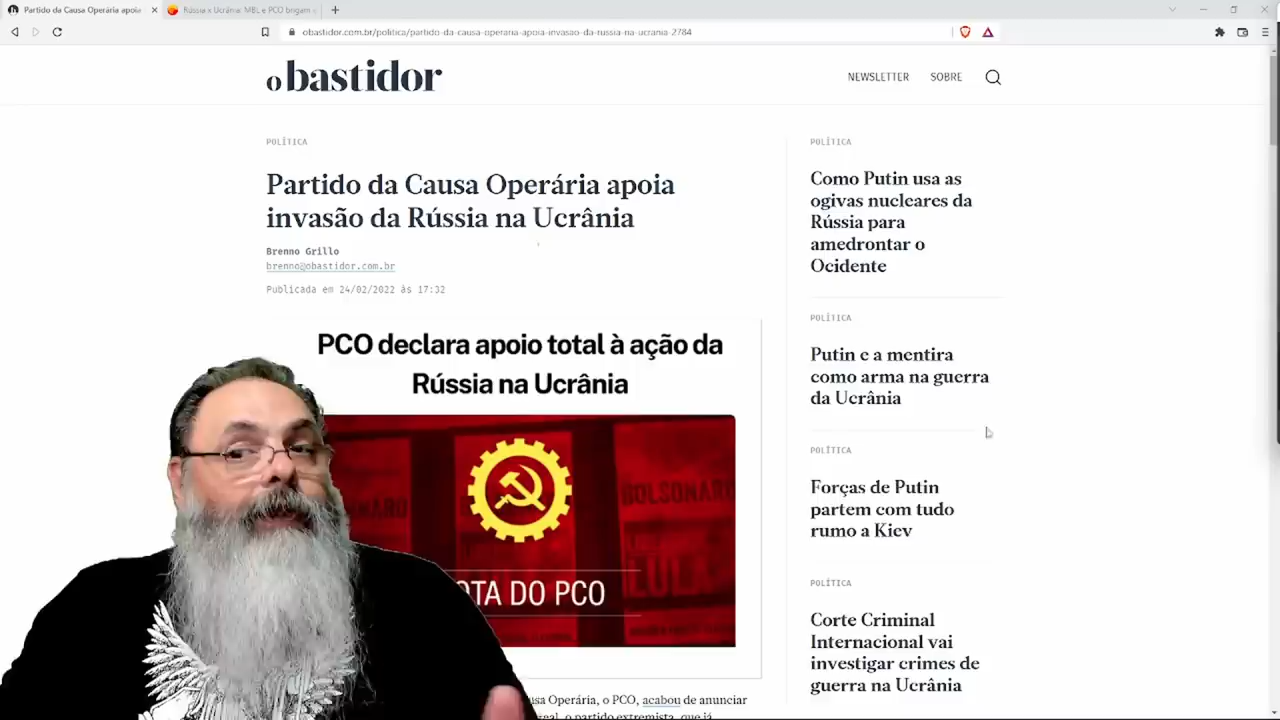 Partido da Causa Operária apoia
Rússia x Ucrânia: MBL e PCO brigam
obastidor.com.br/politica/partido-da-causa-operaria-apoia-invasao-da-russia-na-ucrania-2784
o bastidor
NEWSLETTER
SOBRE
POLÍTICA
Partido da Causa Operária apoia
invasão da Rússia na Ucrânia
Brenno Grillo
brenno@obastidor.com.br
Publicada em 24/02/2022 às 17:32
PCO declara apoio total à ação da
Rússia na Ucrânia
BOLSONARO
LULA
OTA DO PCO
usa Operária, o PCO, acabou de anunciar
o partido extremista, que já
POLÍTICA
Como Putin usa as
ogivas nucleares da
Rússia para
amedrontar o
Ocidente
POLÍTICA
Putin e a mentira
como arma na guerra
da Ucrânia
POLÍTICA
Forças de Putin
partem com tudo
rumo a Kiev
POLÍTICA
Corte Criminal
Internacional vai
investigar crimes de
guerra na Ucrânia